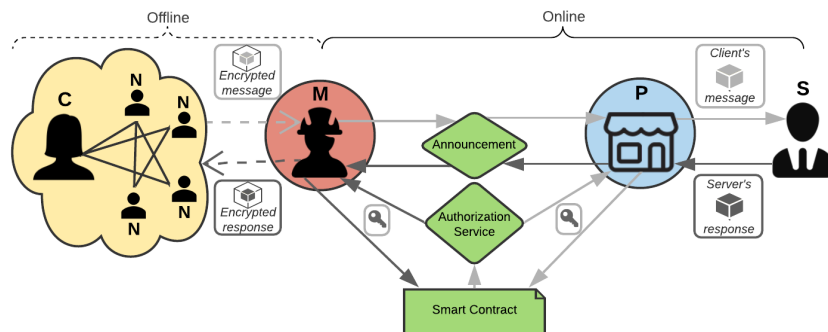 Offline
Online
Encrypted
message
Client's
message
C
N
N
N
N
M
P
S
Announcement
Authorization
Service
Encrypted
response
Server's
response
Smart Contract